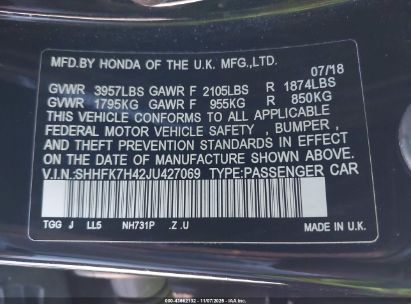 MFD.BY HONDA OF THE U.K. MFG.,LTD.
07/18
GVWR 3957LBS GAWR F 2105LBS R 1874LBS
GVWR 1795KG GAWR F 955KG R 850KG
THIS VEHICLE CONFORMS TO ALL APPLICABLE
FEDERAL MOTOR VEHICLE SAFETY , BUMPER ,
AND THEFT PREVENTION STANDARDS IN EFFECT
ON THE DATE OF MANUFACTURE SHOWN ABOVE.
V.I.N:SHHFK7H42JU427069 TYPE:PASSENGER CAR
TGG J LL5 NH731P .Z .U MADE IN U.K.